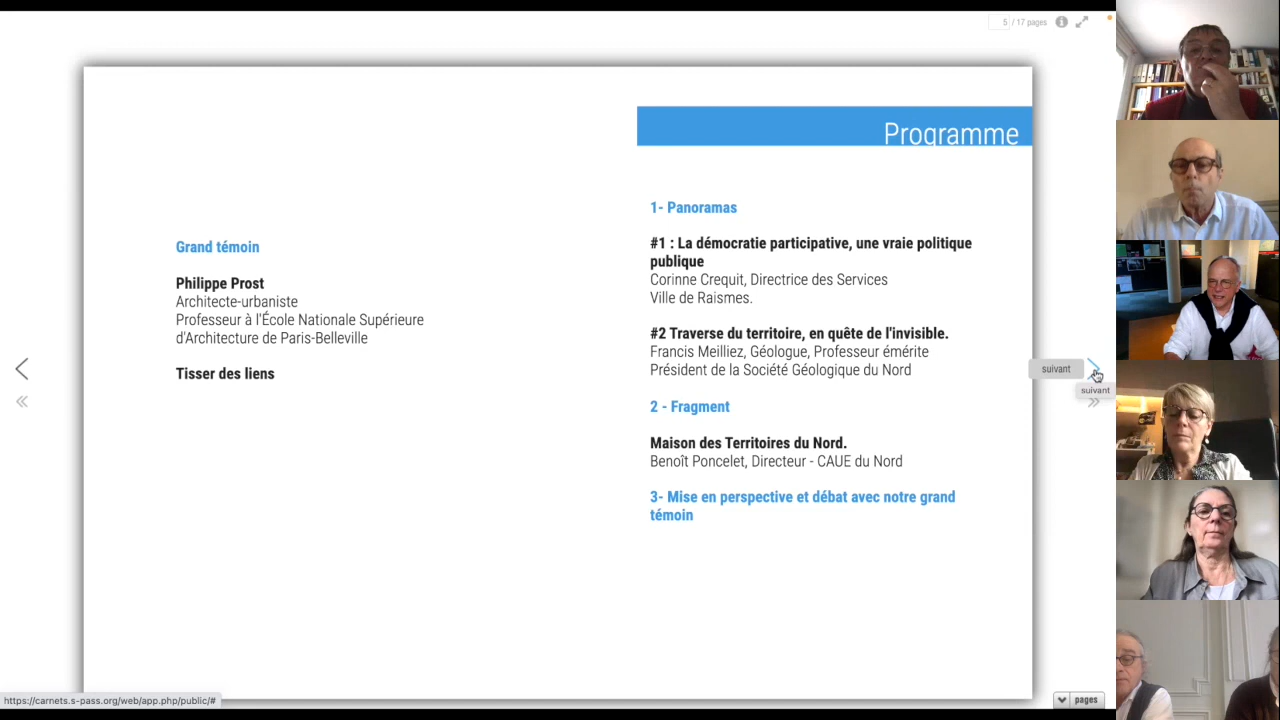 5 / 17 pages
Programme
Grand témoin
Philippe Prost
Architecte-urbaniste
Professeur à l'École Nationale Supérieure
d'Architecture de Paris-Belleville
Tisser des liens
1- Panoramas
#1 : La démocratie participative, une vraie politique
publique
Corinne Crequit, Directrice des Services
Ville de Raismes.
#2 Traverse du territoire, en quête de l'invisible.
Francis Meilliez, Géologue, Professeur émérite
Président de la Société Géologique du Nord
2 - Fragment
Maison des Territoires du Nord.
Benoît Poncelet, Directeur - CAUE du Nord
3- Mise en perspective et débat avec notre grand
témoin
suivant
suivant
https://carnets.s-pass.org/web/app.php/public/#
pages